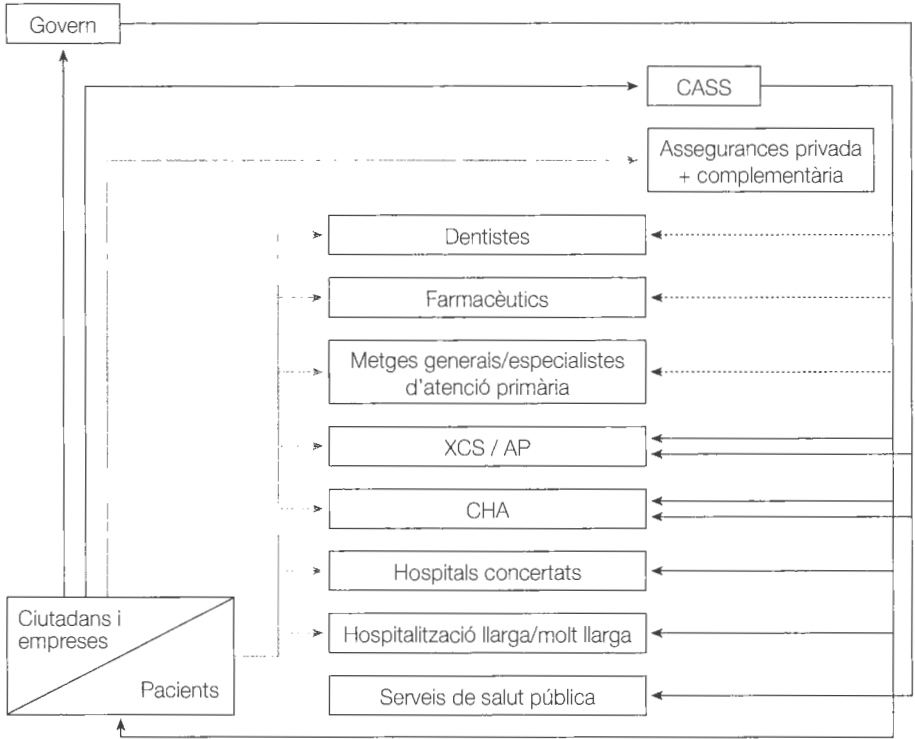 Govern
CASS
Assegurances privada
+ complementària
Dentistes
Farmacèutics
Metges generals/especialistes
d'atenció primària
XCS / AP
CHA
Hospitals concertats
Ciutadans i
empreses
Hospitalització llarga/molt llarga
Pacients
Serveis de salut pública